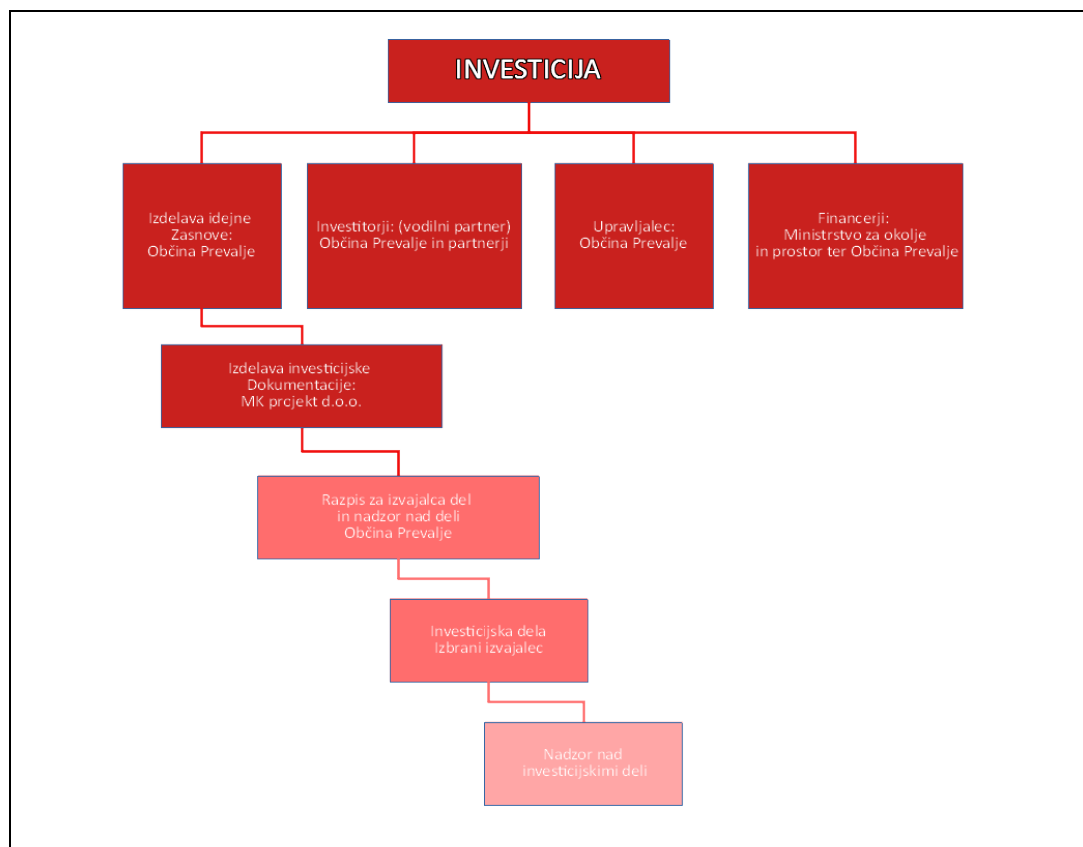 INVESTICIJA
Izdelava idejne
Zasnove:
Občina Prevalje
Investitorji: (vodilni partner)
Občina Prevalje in partnerji
Upravljalec:
Občina Prevalje
Financerji:
Ministrstvo za okolje
in prostor ter Občina Prevalje
Izdelava investicijske
Dokumentacije:
MK projekt d.o.o.
Razpis za izvajalca del
in nadzor nad deli
Občina Prevalje
Investicijska dela
Izbrani izvajalec
Nadzor nad
investicijskimi deli